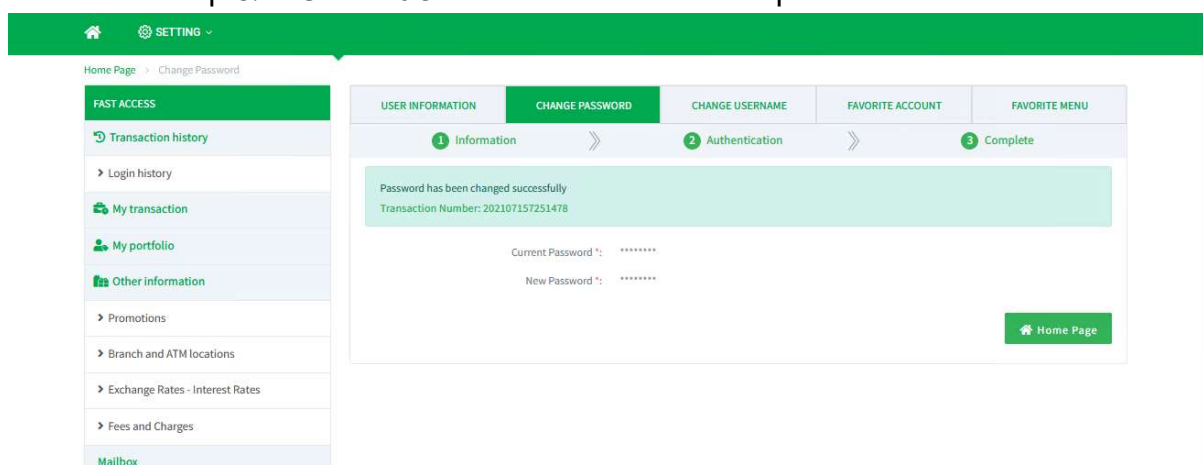 SETTING
Home Page > Change Password
FAST ACCESS
Transaction history
> Login history
My transaction
My portfolio
Other information
> Promotions
> Branch and ATM locations
> Exchange Rates - Interest Rates
> Fees and Charges
Mailbox
USER INFORMATION CHANGE PASSWORD CHANGE USERNAME FAVORITE ACCOUNT FAVORITE MENU
1 Information 2 Authentication 3 Complete
Password has been changed successfully
Transaction Number: 202107157251478
Current Password *: ********
New Password *: ********
Home Page